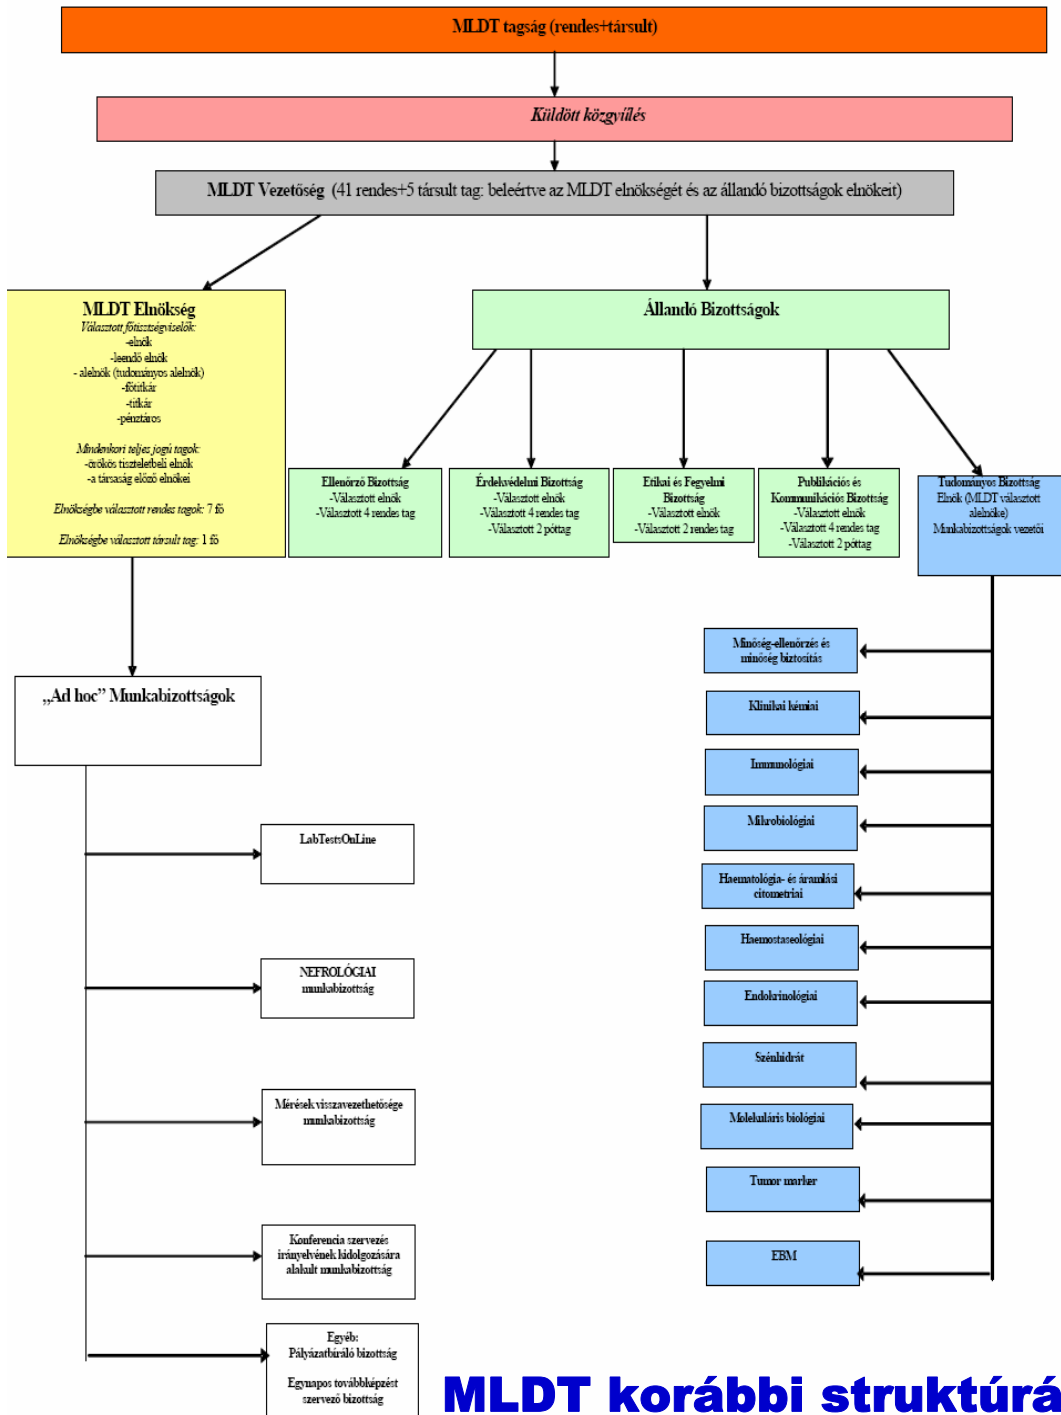 MLDT tagság (rendes+társult)
Küldött közgyűlés
MLDT Vezetőség (41 rendes+5 társult tag: beleértve az MLDT elnökségét és az állandó bizottságok elnökeit)
MLDT Elnökség
Választott főtisztségviselők:
-elnök
-leendő elnök
- alelnök (tudományos alelnök)
-főtitkár
-titkár
-pénztáros
Mindenkori teljes jogú tagok:
-örökös tiszteletbeli elnök
-a társaság előző elnökei
Elnökségbe választott rendes tagok: 7 fő
Elnökségbe választott társult tag: 1 fő
Állandó Bizottságok
Ellenőrző Bizottság
-Választott elnök
-Választott 4 rendes tag
Érdekvédelmi Bizottság
-Választott elnök
-Választott 4 rendes tag
-Választott 2 póttag
Etikai és Fegyelmi
Bizottság
-Választott elnök
-Választott 2 rendes tag
Publikációs és
Kommunikációs Bizottság
-Választott elnök
-Választott 4 rendes tag
-Választott 2 póttag
Tudományos Bizottság
Elnök (MLDT választott
alelnöke)
Munkabizottságok vezetői
„Ad hoc” Munkabizottságok
LabTestsOnLine
NEFROLÓGIAI
munkabizottság
Mérések visszavezethetősége
munkabizottság
Konferencia szervezés
irányelvének kidolgozására
alakult munkabizottság
Egyéb:
Pályázatbíráló bizottság
Egynapos továbbképzést
szervező bizottság
Minőség-ellenőrzés és
minőség biztosítás
Klinikai kémiai
Immunológiai
Mikrobiológiai
Haematológia- és áramlási
citometriai
Haemostaseológiai
Endokrinológiai
Szénhidrát
Molekuláris biológiai
Tumor marker
EBM
MLDT korábbi struktúrá